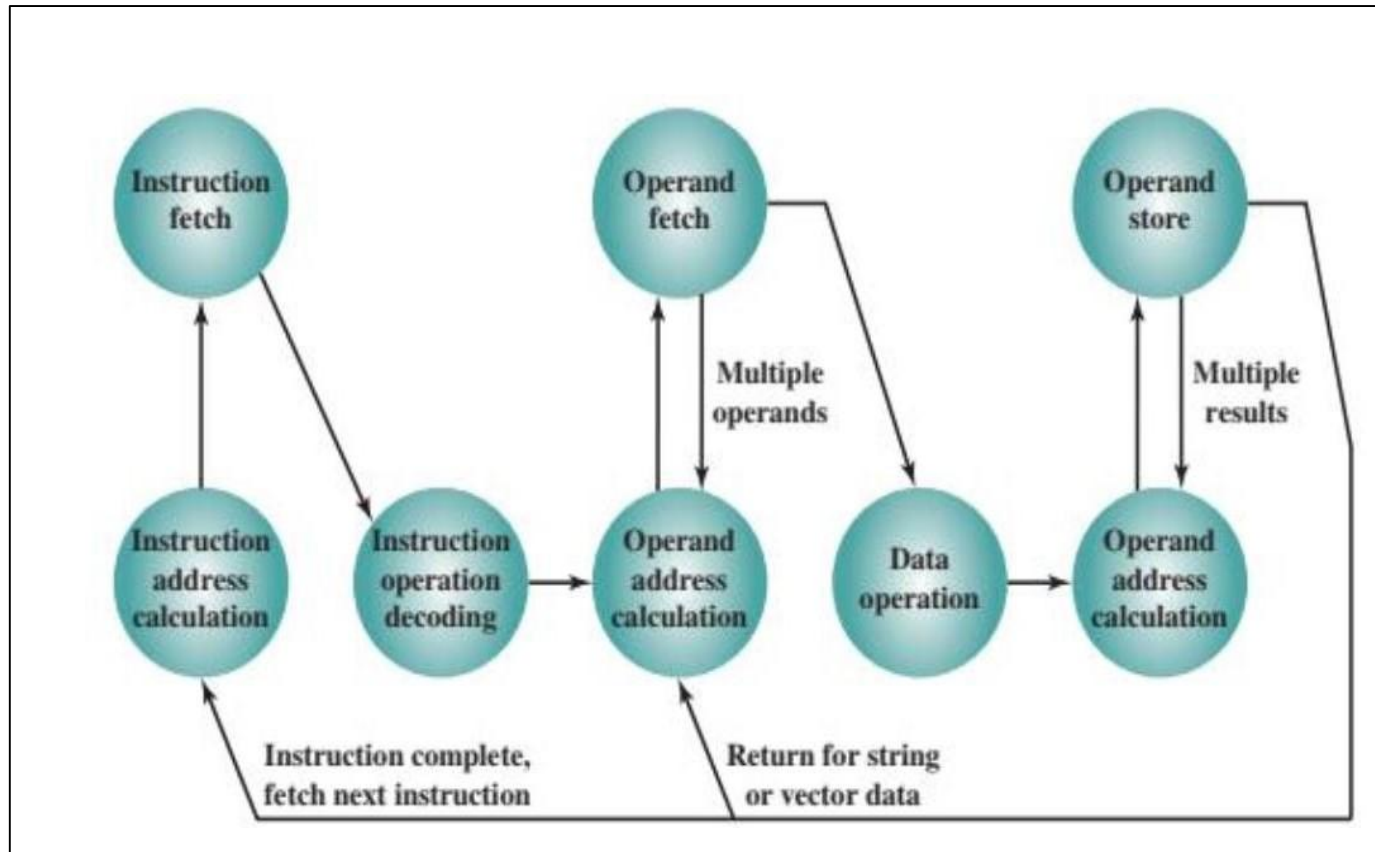 Instruction
fetch
Operand
fetch
Operand
store
Multiple
operands
Multiple
results
Instruction
address
calculation
Instruction
operation
decoding
Operand
address
calculation
Data
operation
Operand
address
calculation
Instruction complete,
fetch next instruction
Return for string
or vector data